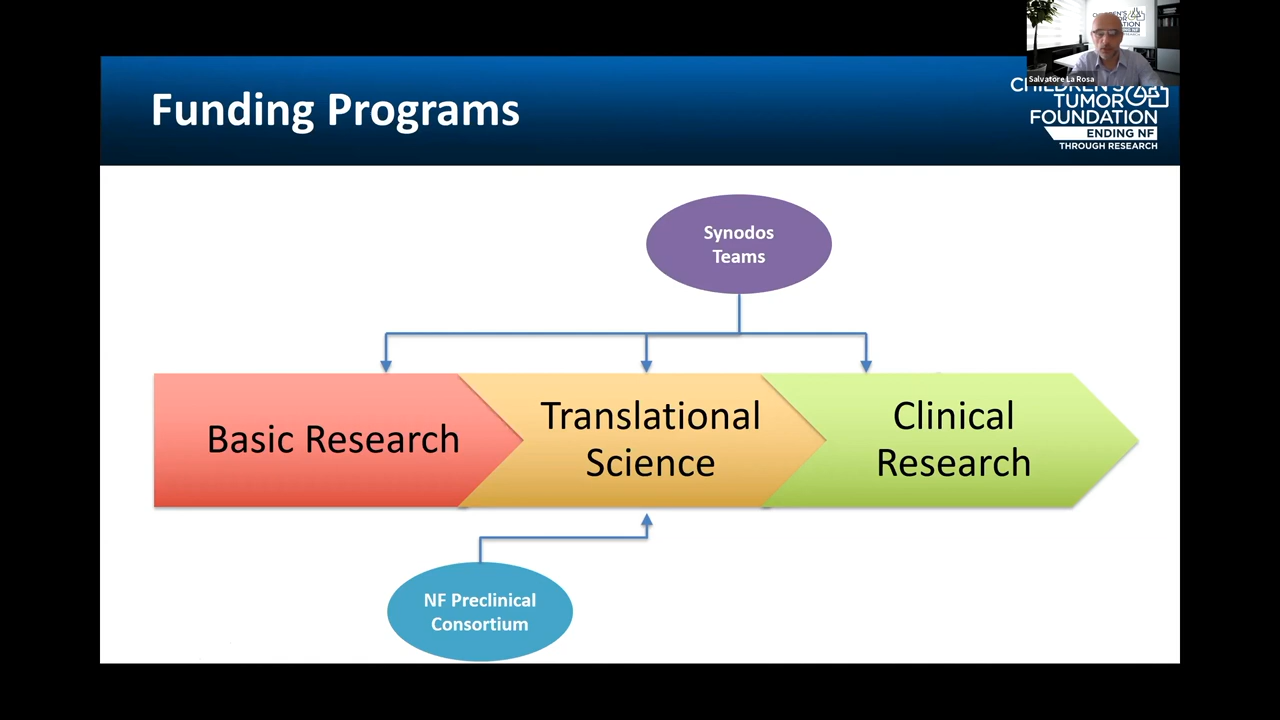 Funding Programs
Salvatore La Rosa
CHILDREN'S
TUMOR
FOUNDATION
ENDING NF
THROUGH RESEARCH
Synodos
Teams
Basic Research
Translational
Science
Clinical
Research
NF Preclinical
Consortium